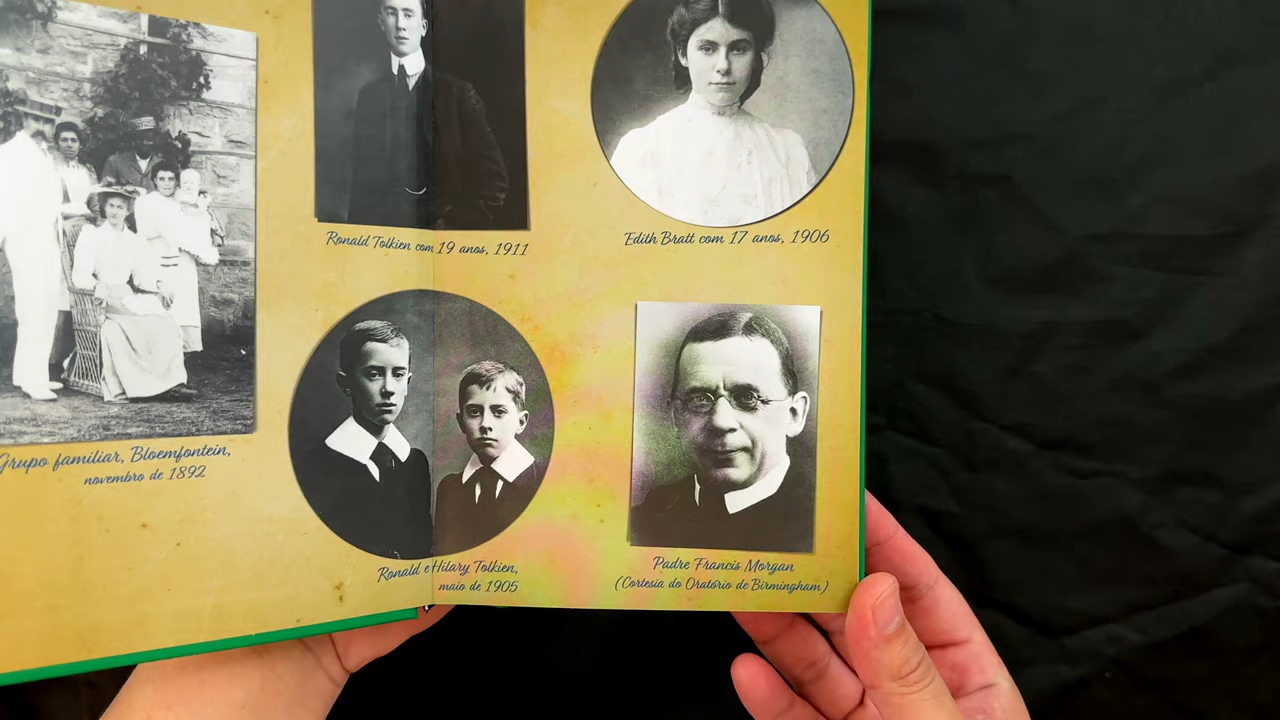 Ronald Tolkien com 19 anos, 1911
Edith Bratt com 17 anos, 1906
Grupo familiar, Bloemfontein,
novembro de 1892
Ronald e Hilary Tolkien,
maio de 1905
Padre Francis Morgan
(Cortesia do Oratório de Birmingham)